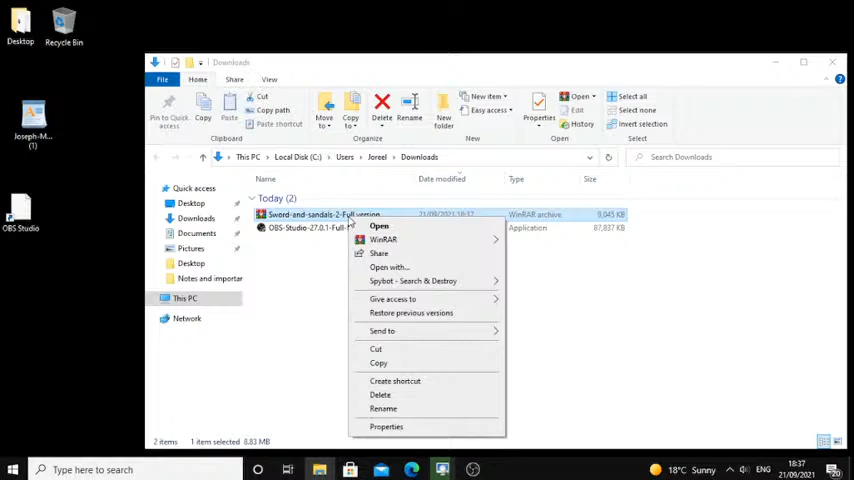 Desktop
Recycle Bin
Joseph-M...
(1)
OBS Studio
Downloads
File
Home
Share
View
Pin to Quick
access
Copy
Paste
Cut
Copy path
Paste shortcut
Clipboard
Move
to
Copy
to
Delete
Rename
Organize
New
folder
New item
Easy access
New
Properties
Open
Edit
History
Open
Select all
Select none
Invert selection
Select
This PC
Local Disk (C:)
Users
Joreel
Downloads
Search Downloads
Name
Date modified
Type
Size
Quick access
Desktop
Downloads
Documents
Pictures
Desktop
Notes and importar
This PC
Network
Today (2)
Sword-and-sandals-2-Full version
21/09/2021 18:37
WinRAR archive
9,045 KB
OBS-Studio-27.0.1-Full-
Application
87,837 KB
Open
WinRAR
Share
Open with...
Spybot - Search & Destroy
Give access to
Restore previous versions
Send to
Cut
Copy
Create shortcut
Delete
Rename
Properties
2 items
1 item selected
8.83 MB
Type here to search
18°C Sunny
ENG
18:37
21/09/2021
20